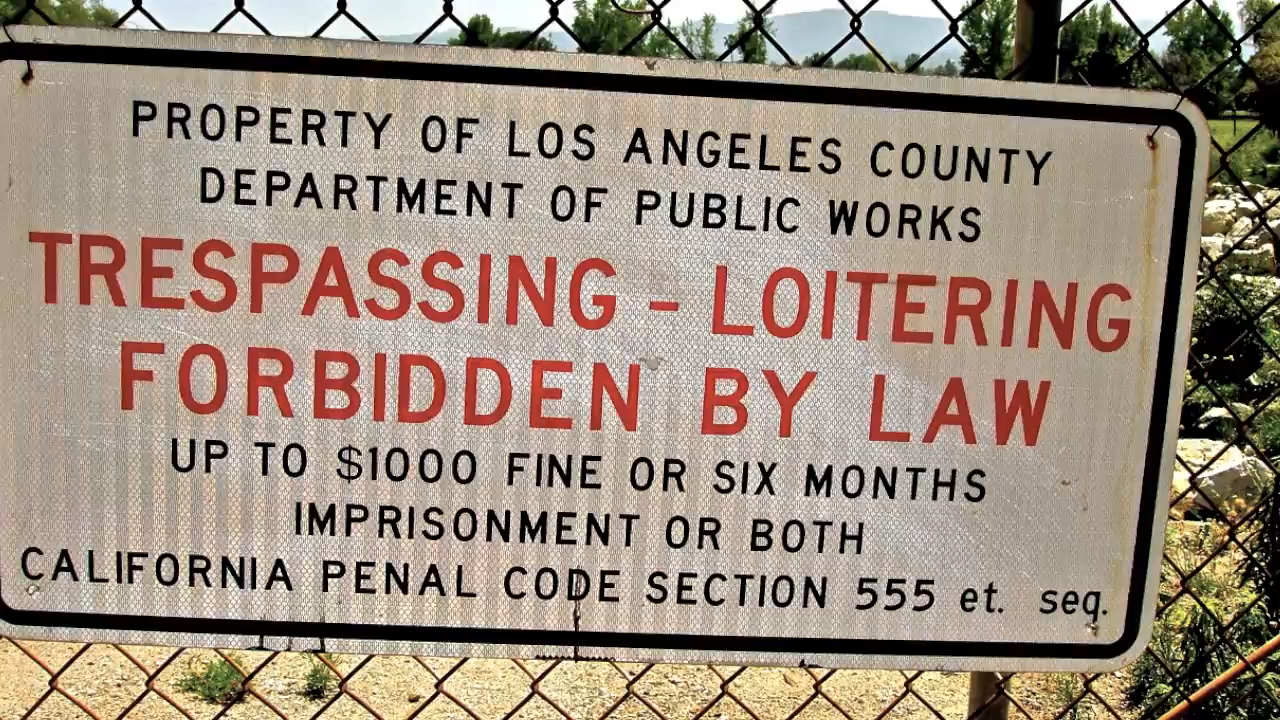 PROPERTY OF LOS ANGELES COUNTY
DEPARTMENT OF PUBLIC WORKS
TRESPASSING - LOITERING
FORBIDDEN BY LAW
UP TO $1000 FINE OR SIX MONTHS
IMPRISONMENT OR BOTH
CALIFORNIA PENAL CODE SECTION 555 et. seq.